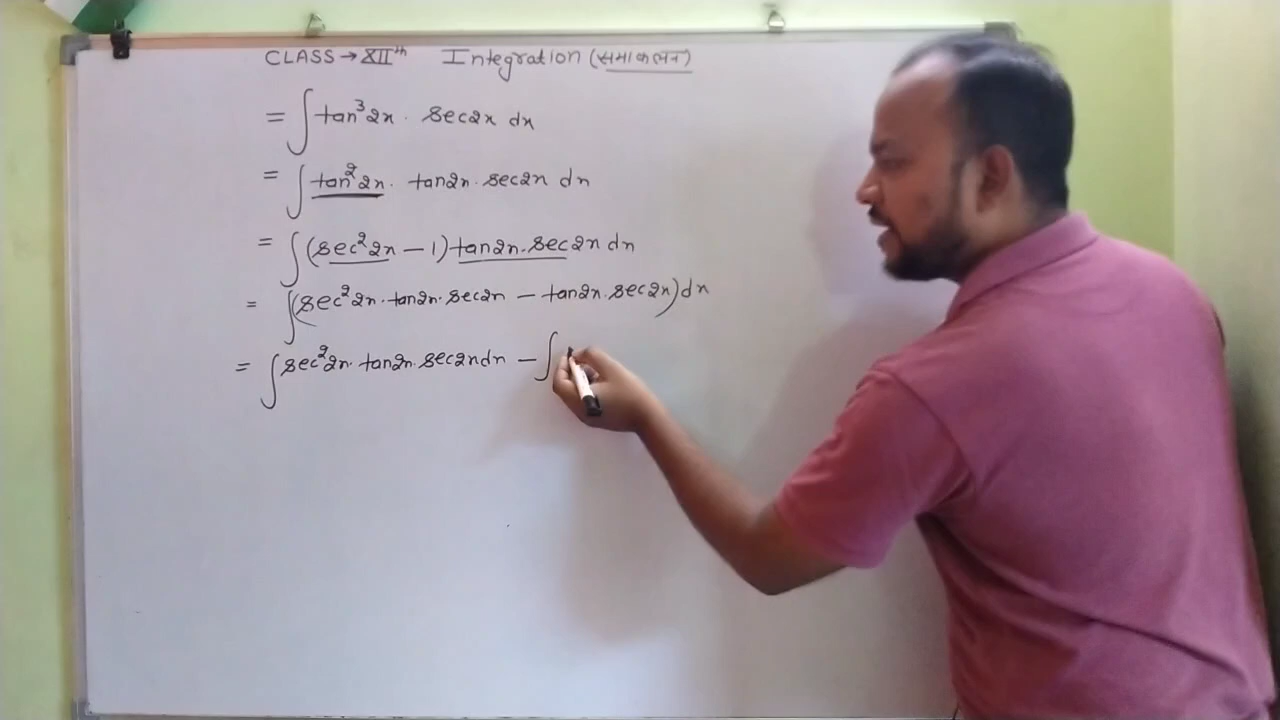 CLASS → XIIth Integration (समाकलन)
= ∫ tan³2x · sec2x dx
= ∫ tan²2x · tan2x · sec2x dx
= ∫ (sec²2x − 1) tan2x · sec2x dx
= ∫ (sec²2x · tan2x · sec2x − tan2x · sec2x) dx
= ∫ sec²2x · tan2x · sec2x dx − ∫